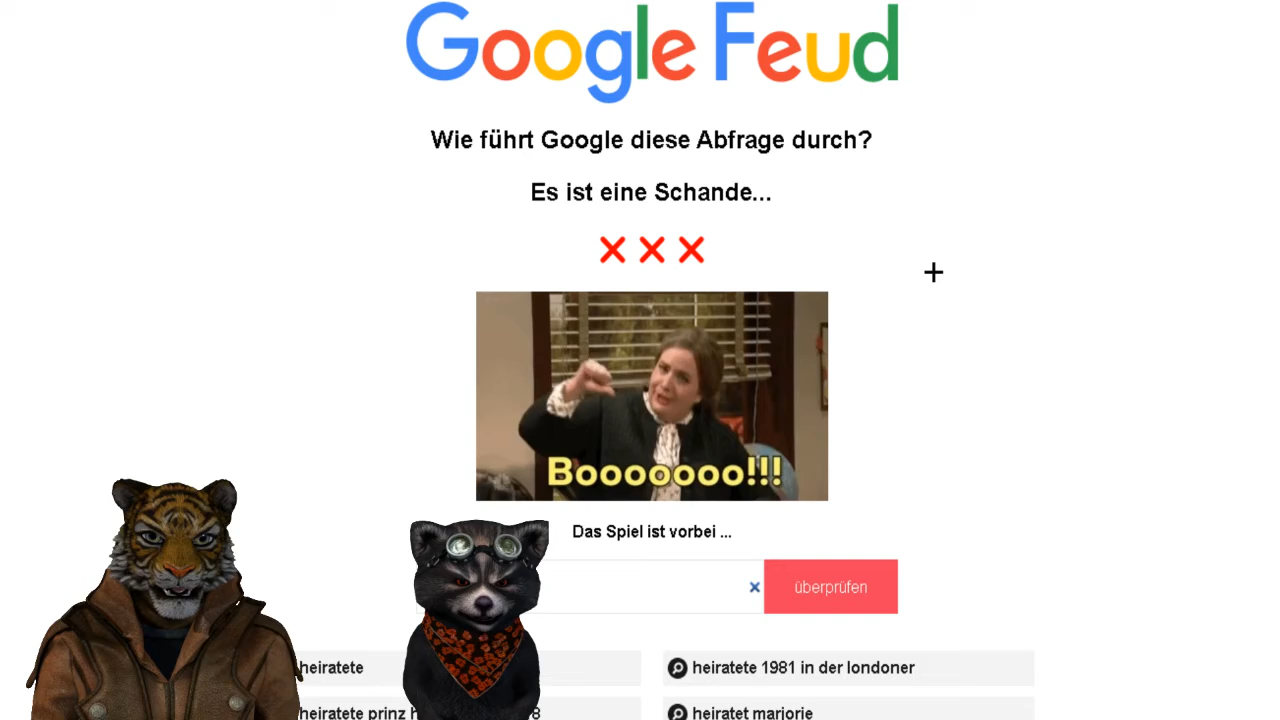 Google Feud
Wie führt Google diese Abfrage durch?
Es ist eine Schande...
Booooooo!!!
Das Spiel ist vorbei ...
überprüfen
heiratete
heiratete 1981 in der londoner
heiratete prinz
heiratet marjorie